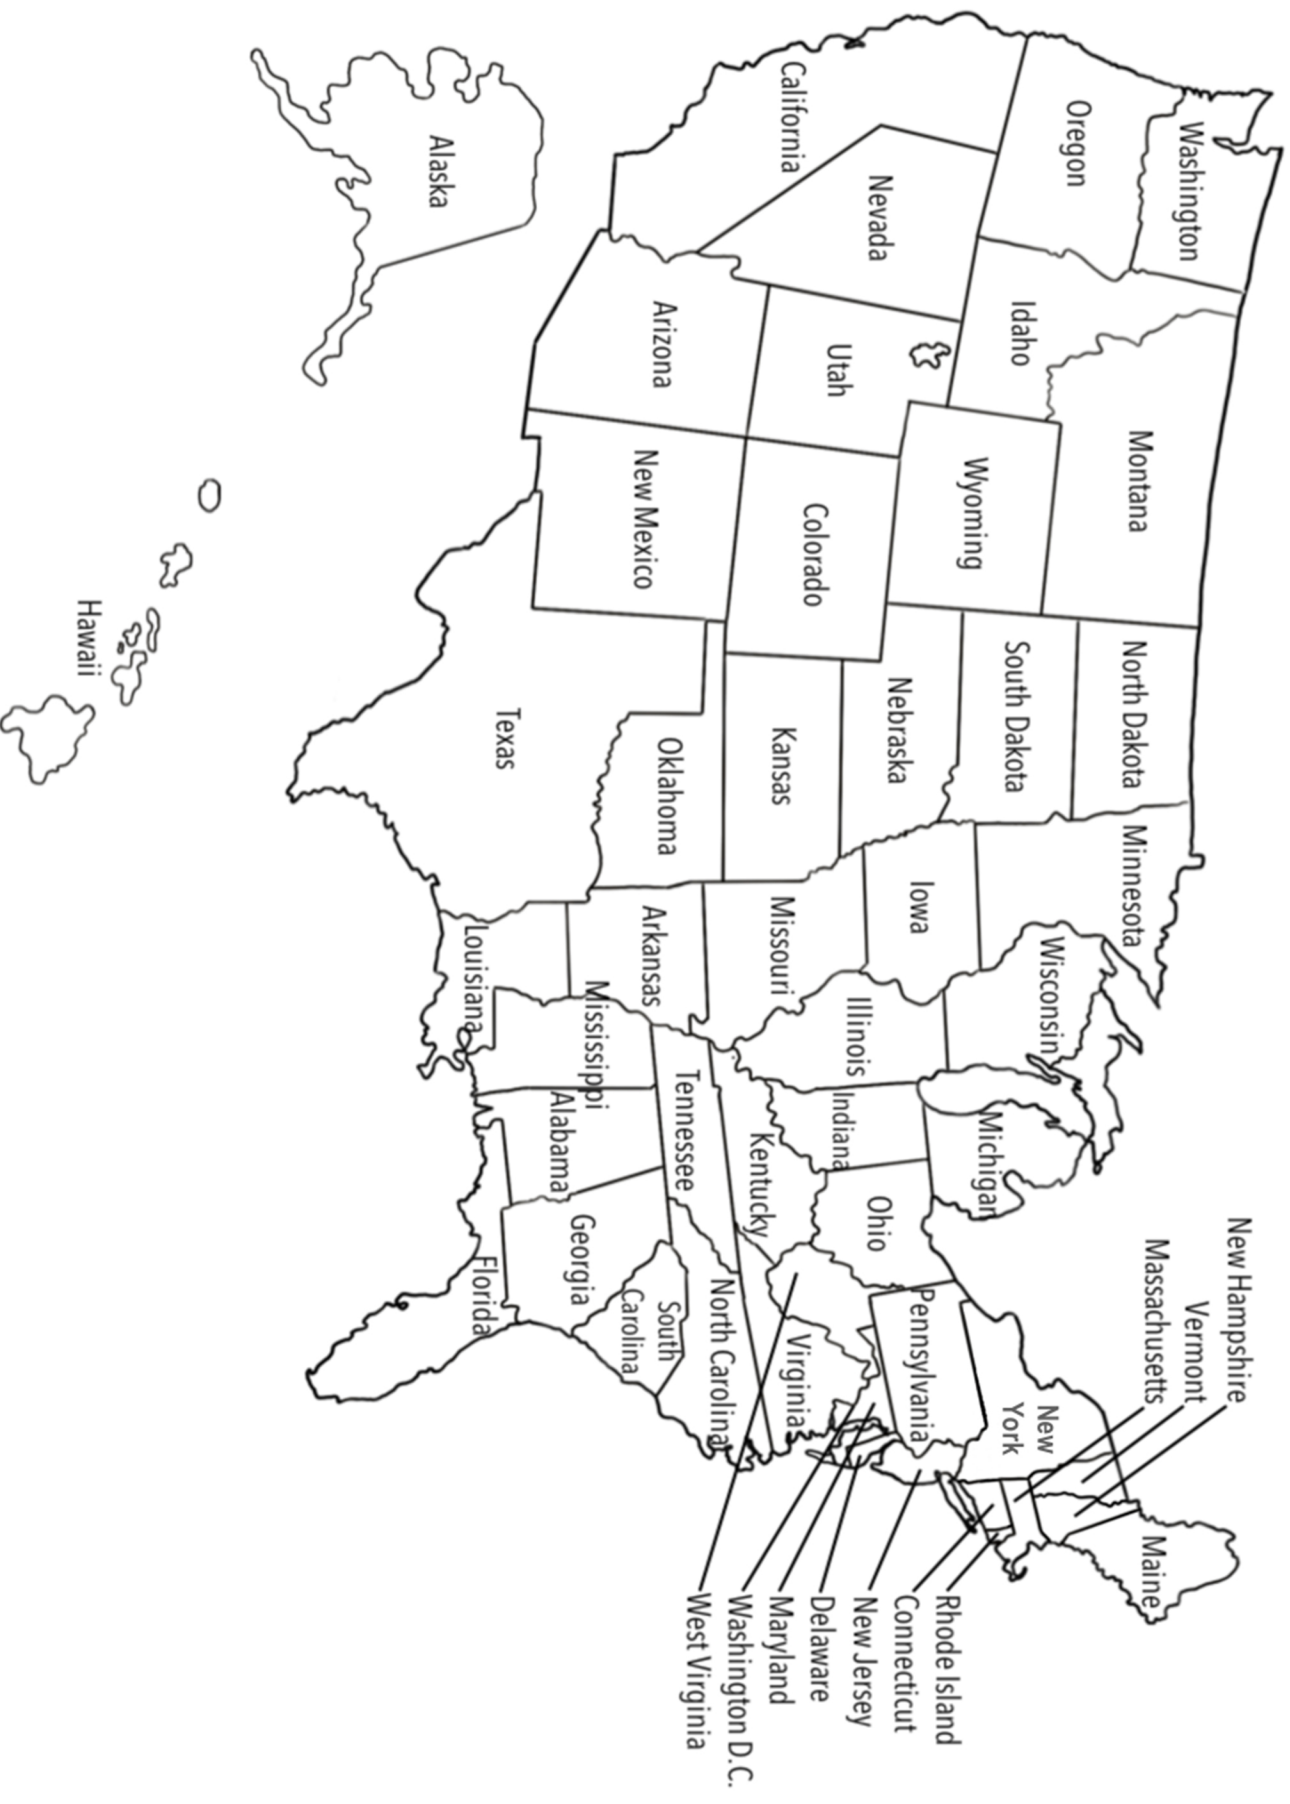 Washington
Oregon
California
Nevada
Idaho
Montana
Wyoming
Utah
Arizona
Colorado
New Mexico
North Dakota
South Dakota
Nebraska
Kansas
Oklahoma
Texas
Minnesota
Iowa
Missouri
Arkansas
Louisiana
Wisconsin
Illinois
Mississippi
Michigan
Indiana
Ohio
Kentucky
Tennessee
Alabama
Georgia
Florida
South
Carolina
North Carolina
Virginia
Pennsylvania
New
York
Maine
New Hampshire
Vermont
Massachusetts
Rhode Island
Connecticut
New Jersey
Delaware
Maryland
Washington D.C.
West Virginia
Alaska
Hawaii